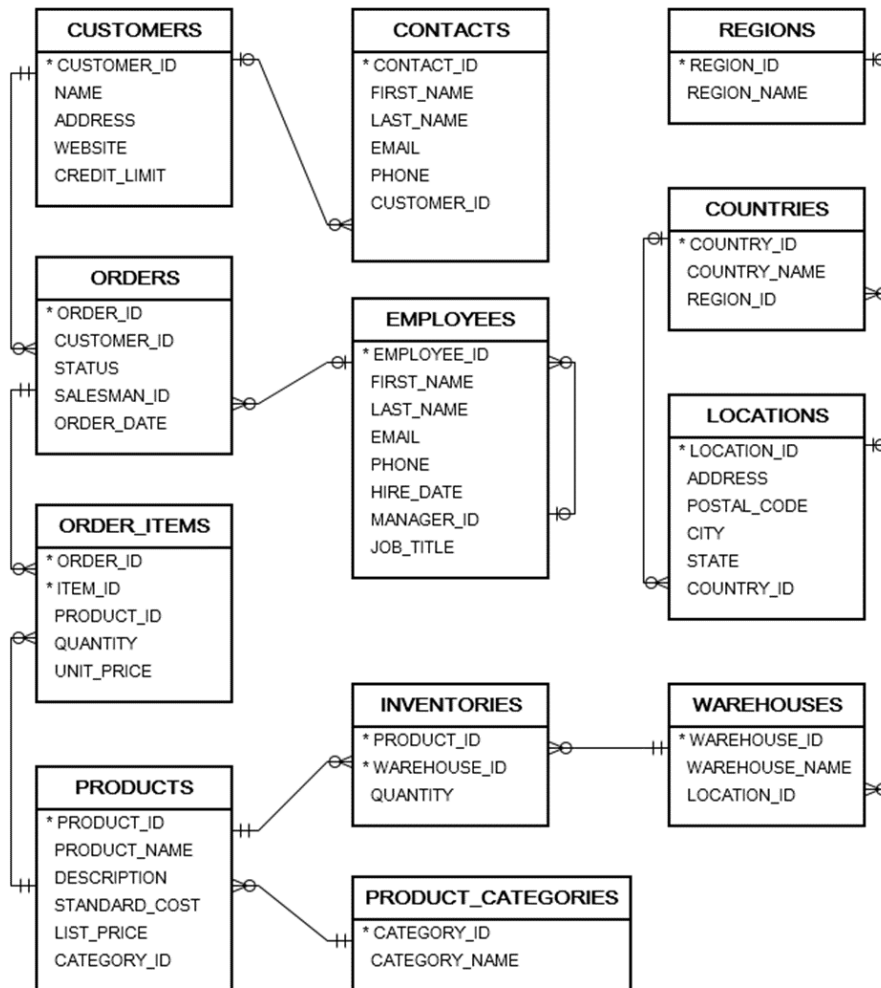 CUSTOMERS
* CUSTOMER_ID
NAME
ADDRESS
WEBSITE
CREDIT_LIMIT
CONTACTS
* CONTACT_ID
FIRST_NAME
LAST_NAME
EMAIL
PHONE
CUSTOMER_ID
REGIONS
* REGION_ID
REGION_NAME
COUNTRIES
* COUNTRY_ID
COUNTRY_NAME
REGION_ID
ORDERS
* ORDER_ID
CUSTOMER_ID
STATUS
SALESMAN_ID
ORDER_DATE
EMPLOYEES
* EMPLOYEE_ID
FIRST_NAME
LAST_NAME
EMAIL
PHONE
HIRE_DATE
MANAGER_ID
JOB_TITLE
LOCATIONS
* LOCATION_ID
ADDRESS
POSTAL_CODE
CITY
STATE
COUNTRY_ID
ORDER_ITEMS
* ORDER_ID
* ITEM_ID
PRODUCT_ID
QUANTITY
UNIT_PRICE
INVENTORIES
* PRODUCT_ID
* WAREHOUSE_ID
QUANTITY
WAREHOUSES
* WAREHOUSE_ID
WAREHOUSE_NAME
LOCATION_ID
PRODUCTS
* PRODUCT_ID
PRODUCT_NAME
DESCRIPTION
STANDARD_COST
LIST_PRICE
CATEGORY_ID
PRODUCT_CATEGORIES
* CATEGORY_ID
CATEGORY_NAME